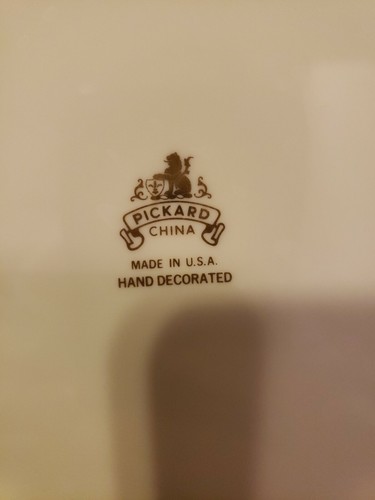 PICKARD
CHINA
MADE IN U.S.A.
HAND DECORATED